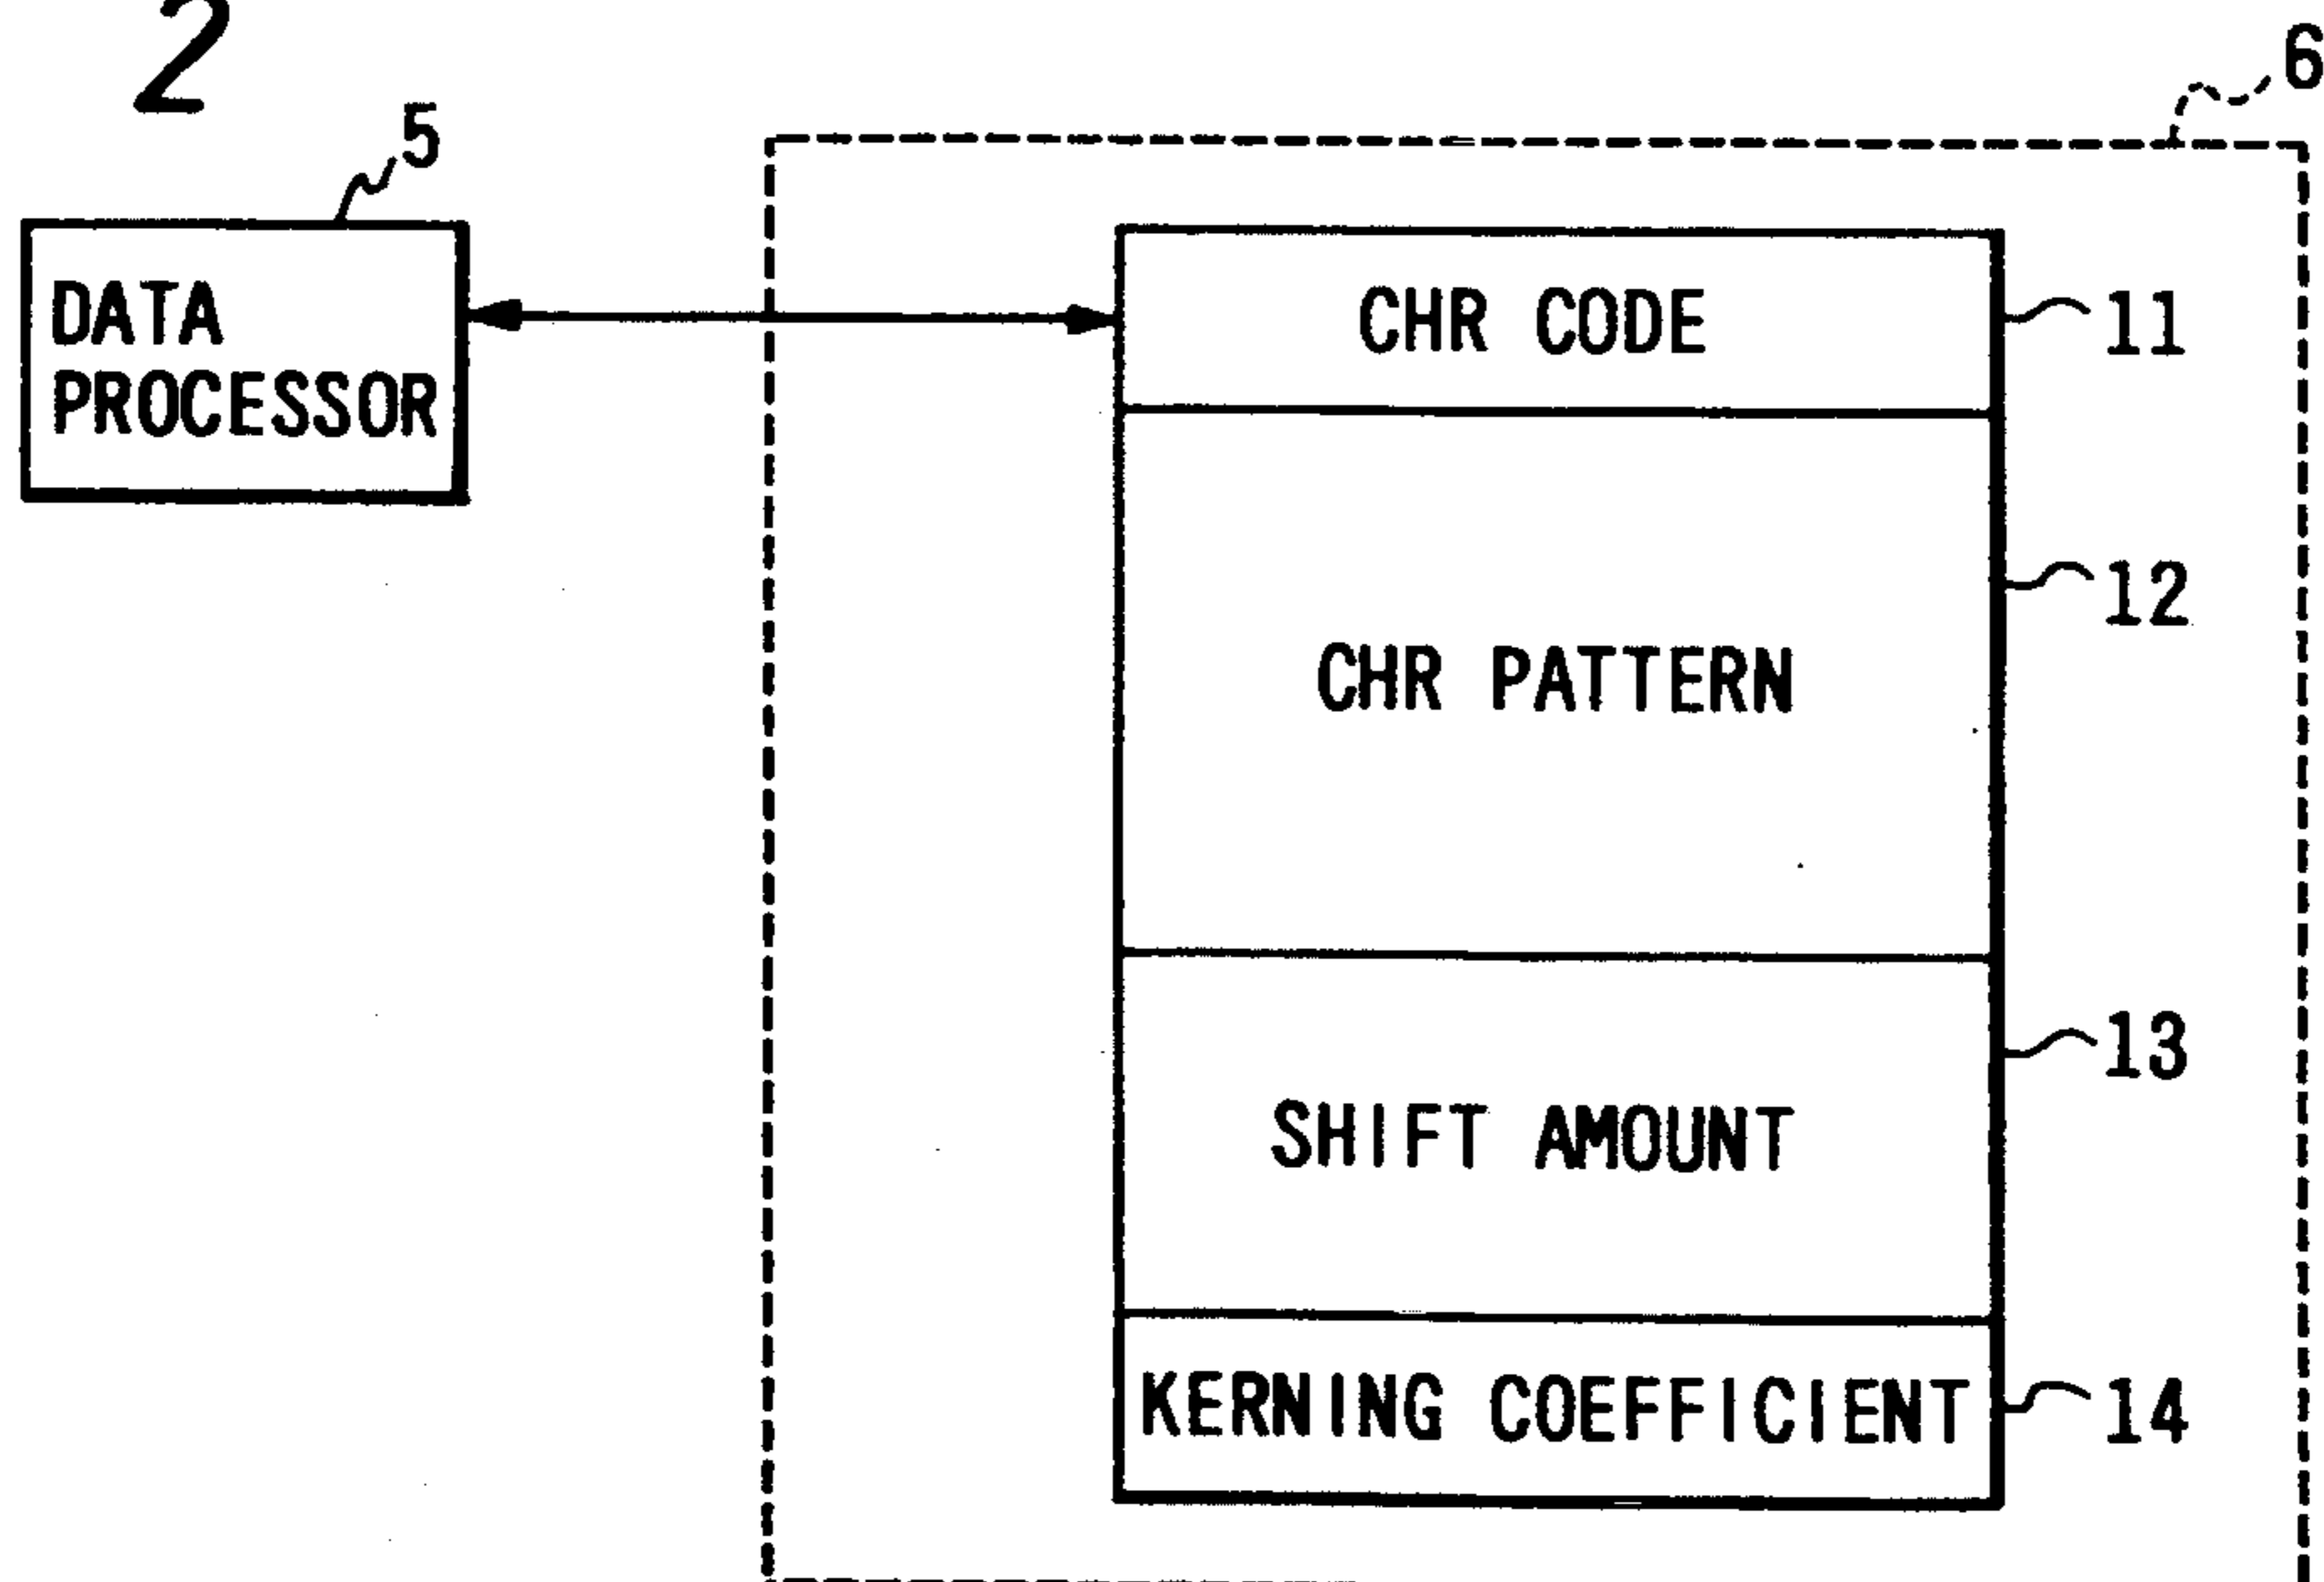 2
5
6
DATA
PROCESSOR
CHR CODE
11
CHR PATTERN
12
SHIFT AMOUNT
13
KERNING COEFFICIENT
14